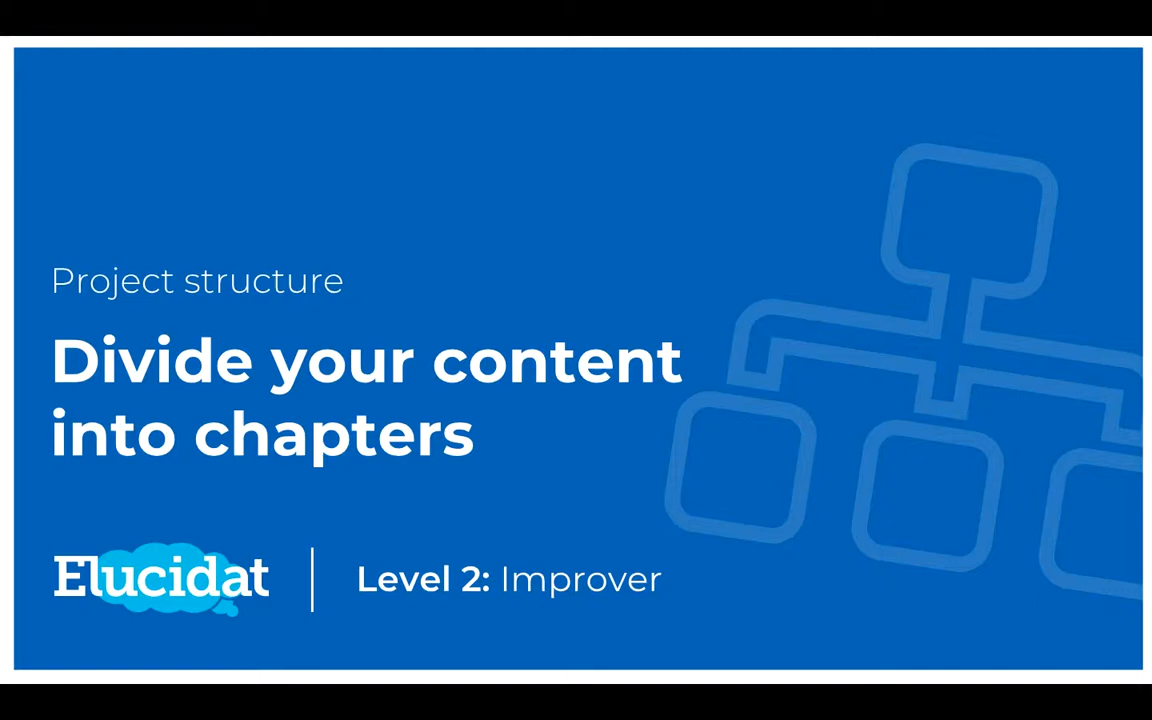 Project structure
Divide your content
into chapters
Elucidat
Level 2: Improver